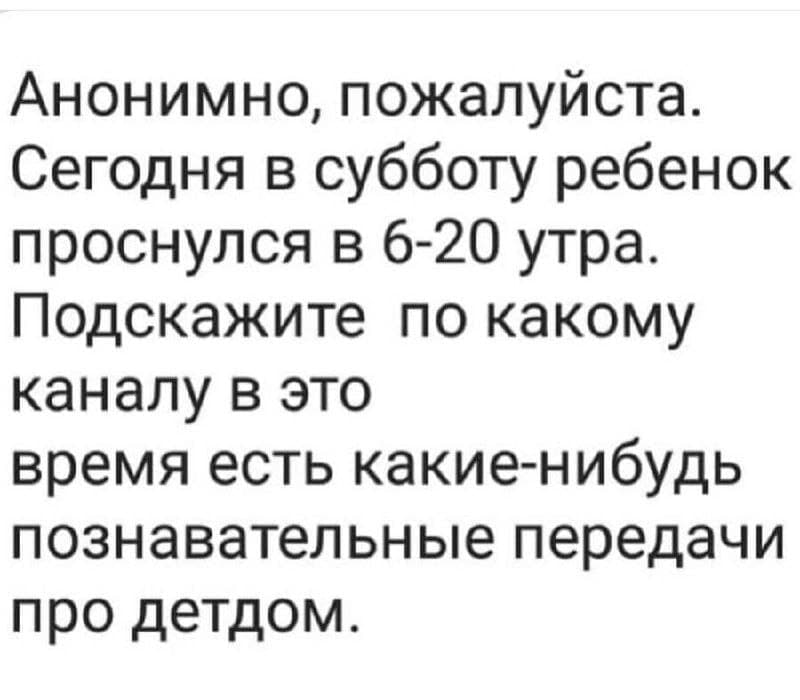 Анонимно, пожалуйста.
Сегодня в субботу ребенок
проснулся в 6-20 утра.
Подскажите по какому
каналу в это
время есть какие-нибудь
познавательные передачи
про детдом.